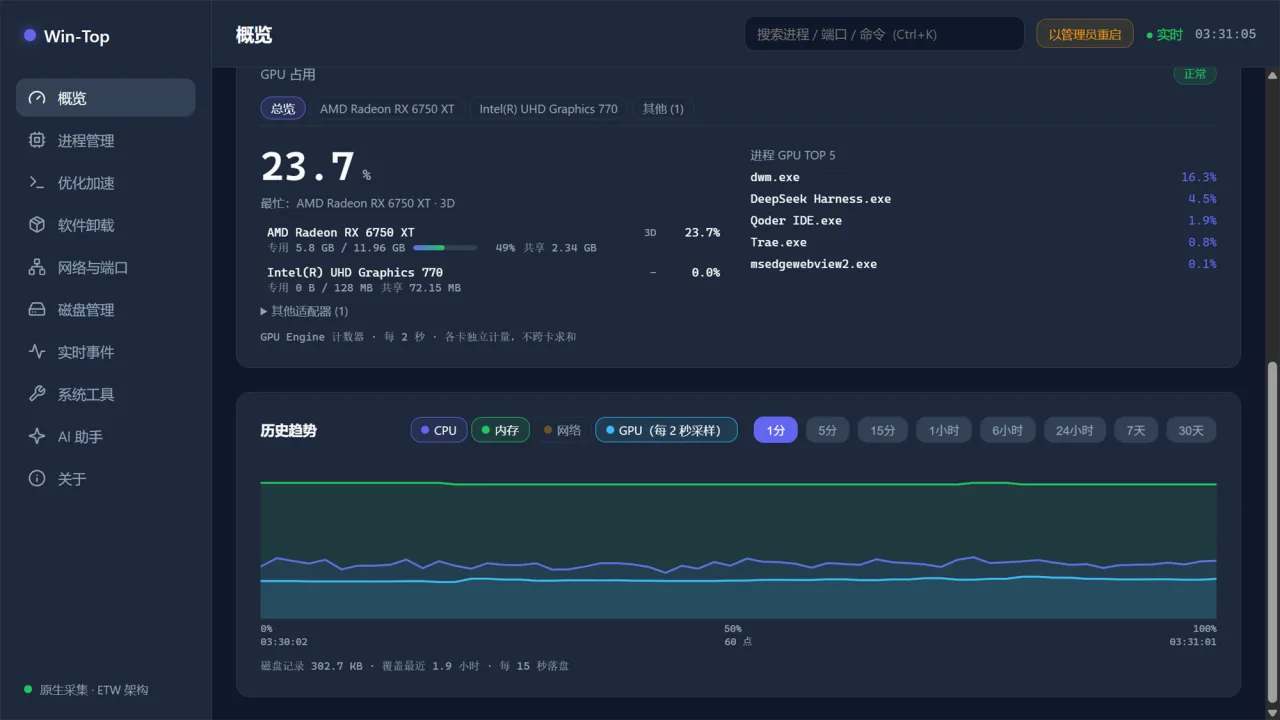 Win-Top
概览
搜索进程 / 端口 / 命令 (Ctrl+K)
以管理员重启
实时
03:31:05
概览
进程管理
优化加速
软件卸载
网络与端口
磁盘管理
实时事件
系统工具
AI 助手
关于
原生采集 · ETW 架构
GPU 占用
正常
总览
AMD Radeon RX 6750 XT
Intel(R) UHD Graphics 770
其他 (1)
23.7 %
最忙: AMD Radeon RX 6750 XT · 3D
AMD Radeon RX 6750 XT 3D 23.7%
专用 5.8 GB / 11.96 GB 49% 共享 2.34 GB
Intel(R) UHD Graphics 770 — 0.0%
专用 0 B / 128 MB 共享 72.15 MB
▶ 其他适配器 (1)
GPU Engine 计数器 · 每 2 秒 · 各卡独立计量，不跨卡求和
进程 GPU TOP 5
dwm.exe 16.3%
DeepSeek Harness.exe 4.5%
Qoder IDE.exe 1.9%
Trae.exe 0.8%
msedgewebview2.exe 0.1%
历史趋势
CPU
内存
网络
GPU（每 2 秒采样）
1分
5分
15分
1小时
6小时
24小时
7天
30天
0% 50% 100%
03:30:02 60 点 03:31:01
磁盘记录 302.7 KB · 覆盖最近 1.9 小时 · 每 15 秒落盘